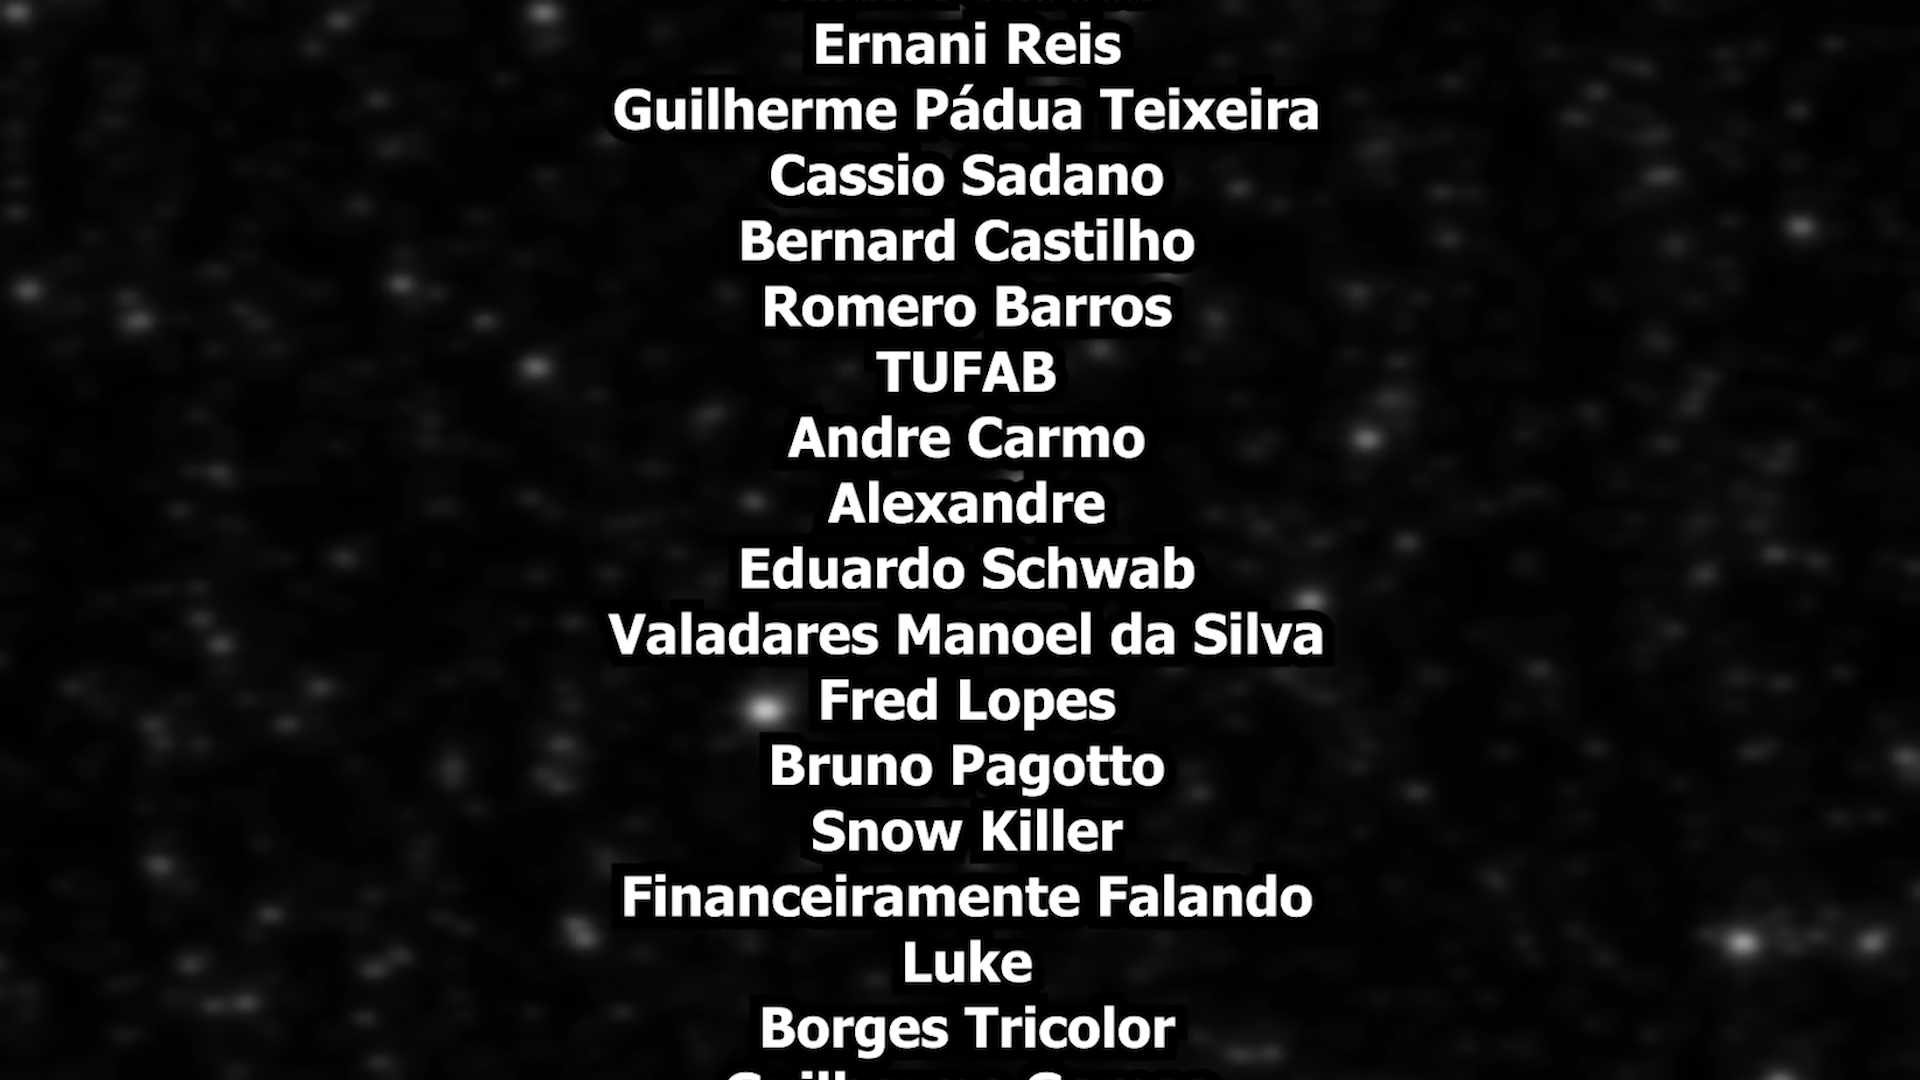 Ernani Reis
Guilherme Pádua Teixeira
Cassio Sadano
Bernard Castilho
Romero Barros
TUFAB
Andre Carmo
Alexandre
Eduardo Schwab
Valadares Manoel da Silva
Fred Lopes
Bruno Pagotto
Snow Killer
Financeiramente Falando
Luke
Borges Tricolor